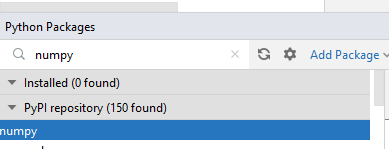 Python Packages
numpy
Add Package
Installed (0 found)
PyPI repository (150 found)
numpy